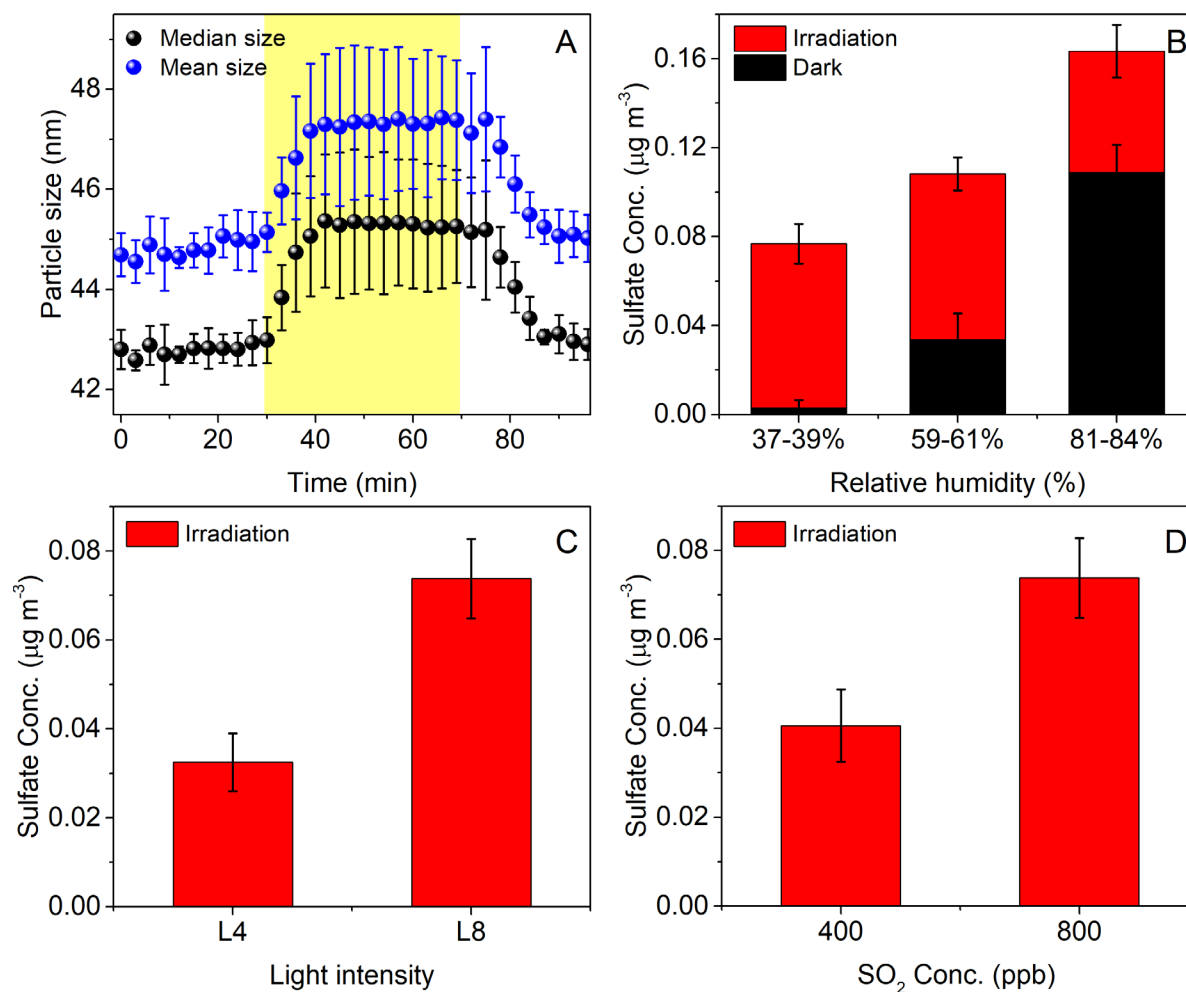 A
Median size
Mean size
Particle size (nm)
48
46
44
42
0 20 40 60 80
Time (min)
B
Irradiation
Dark
Sulfate Conc. (μg m⁻³)
0.16
0.12
0.08
0.04
0.00
37-39% 59-61% 81-84%
Relative humidity (%)
C
Irradiation
Sulfate Conc. (μg m⁻³)
0.08
0.06
0.04
0.02
0.00
L4 L8
Light intensity
D
Irradiation
Sulfate Conc. (μg m⁻³)
0.08
0.06
0.04
0.02
0.00
400 800
SO₂ Conc. (ppb)